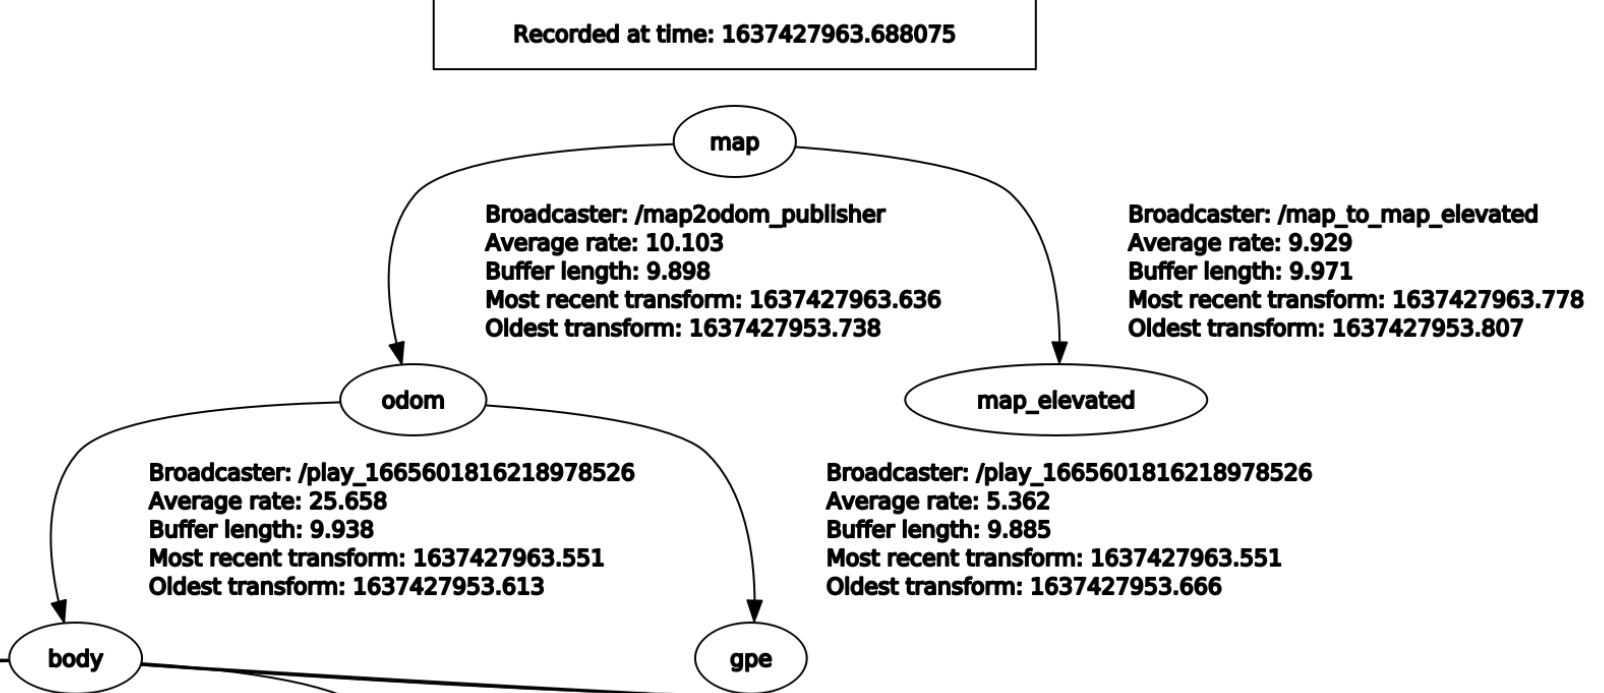 Recorded at time: 1637427963.688075
map
Broadcaster: /map2odom_publisher
Average rate: 10.103
Buffer length: 9.898
Most recent transform: 1637427963.636
Oldest transform: 1637427953.738
Broadcaster: /map_to_map_elevated
Average rate: 9.929
Buffer length: 9.971
Most recent transform: 1637427963.778
Oldest transform: 1637427953.807
odom
map_elevated
Broadcaster: /play_1665601816218978526
Average rate: 25.658
Buffer length: 9.938
Most recent transform: 1637427963.551
Oldest transform: 1637427953.613
Broadcaster: /play_1665601816218978526
Average rate: 5.362
Buffer length: 9.885
Most recent transform: 1637427963.551
Oldest transform: 1637427953.666
body
gpe